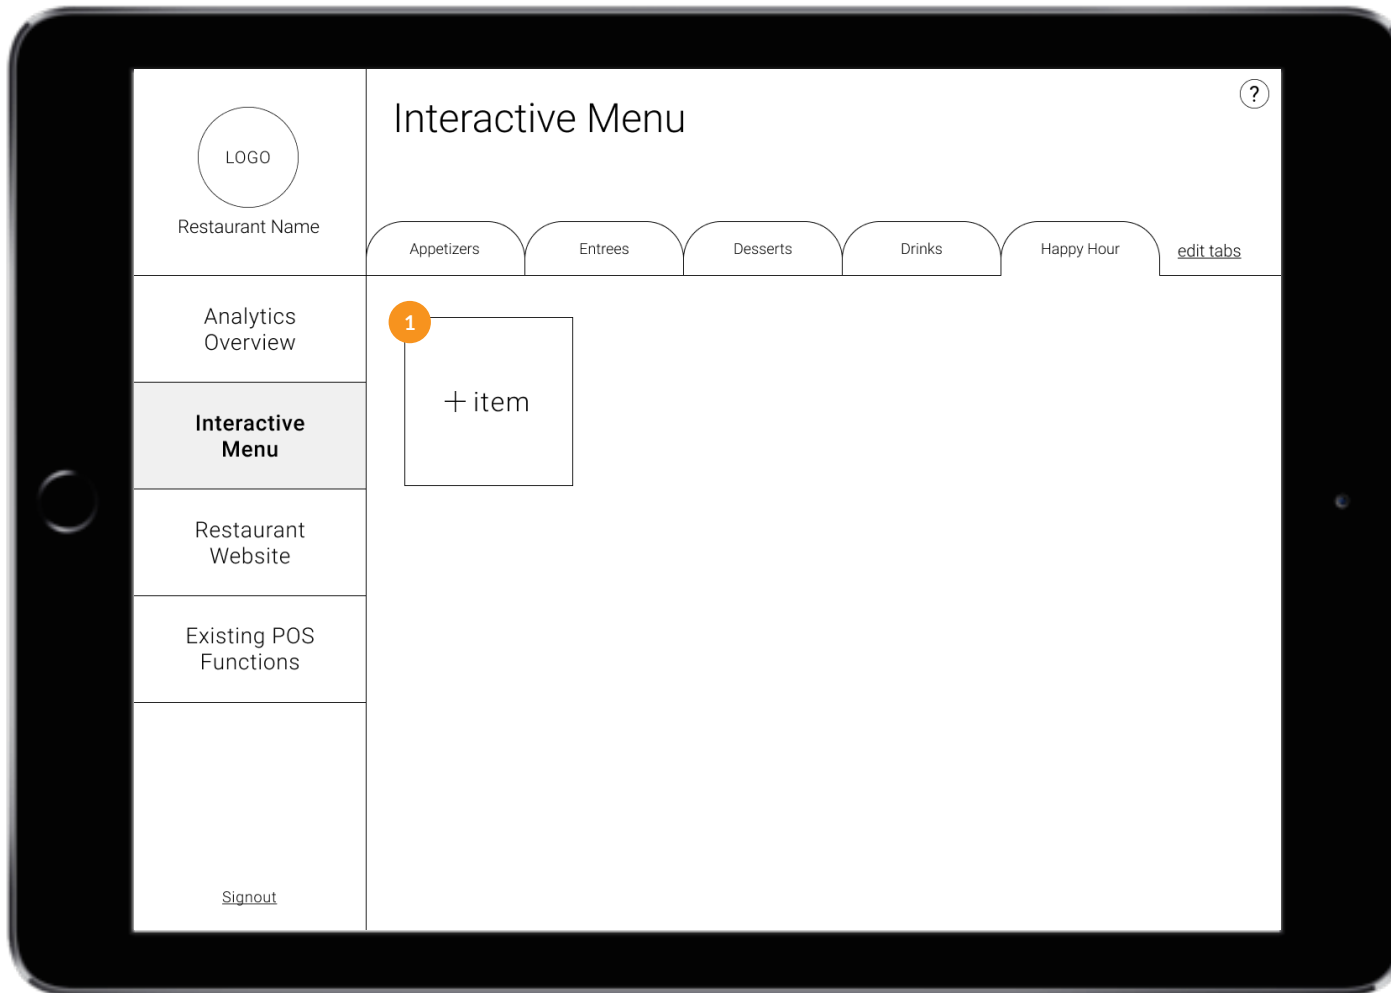 LOGO
Restaurant Name
Analytics
Overview
Interactive
Menu
Restaurant
Website
Existing POS
Functions
Signout
Interactive Menu
?
Appetizers
Entrees
Desserts
Drinks
Happy Hour
edit tabs
1
+ item